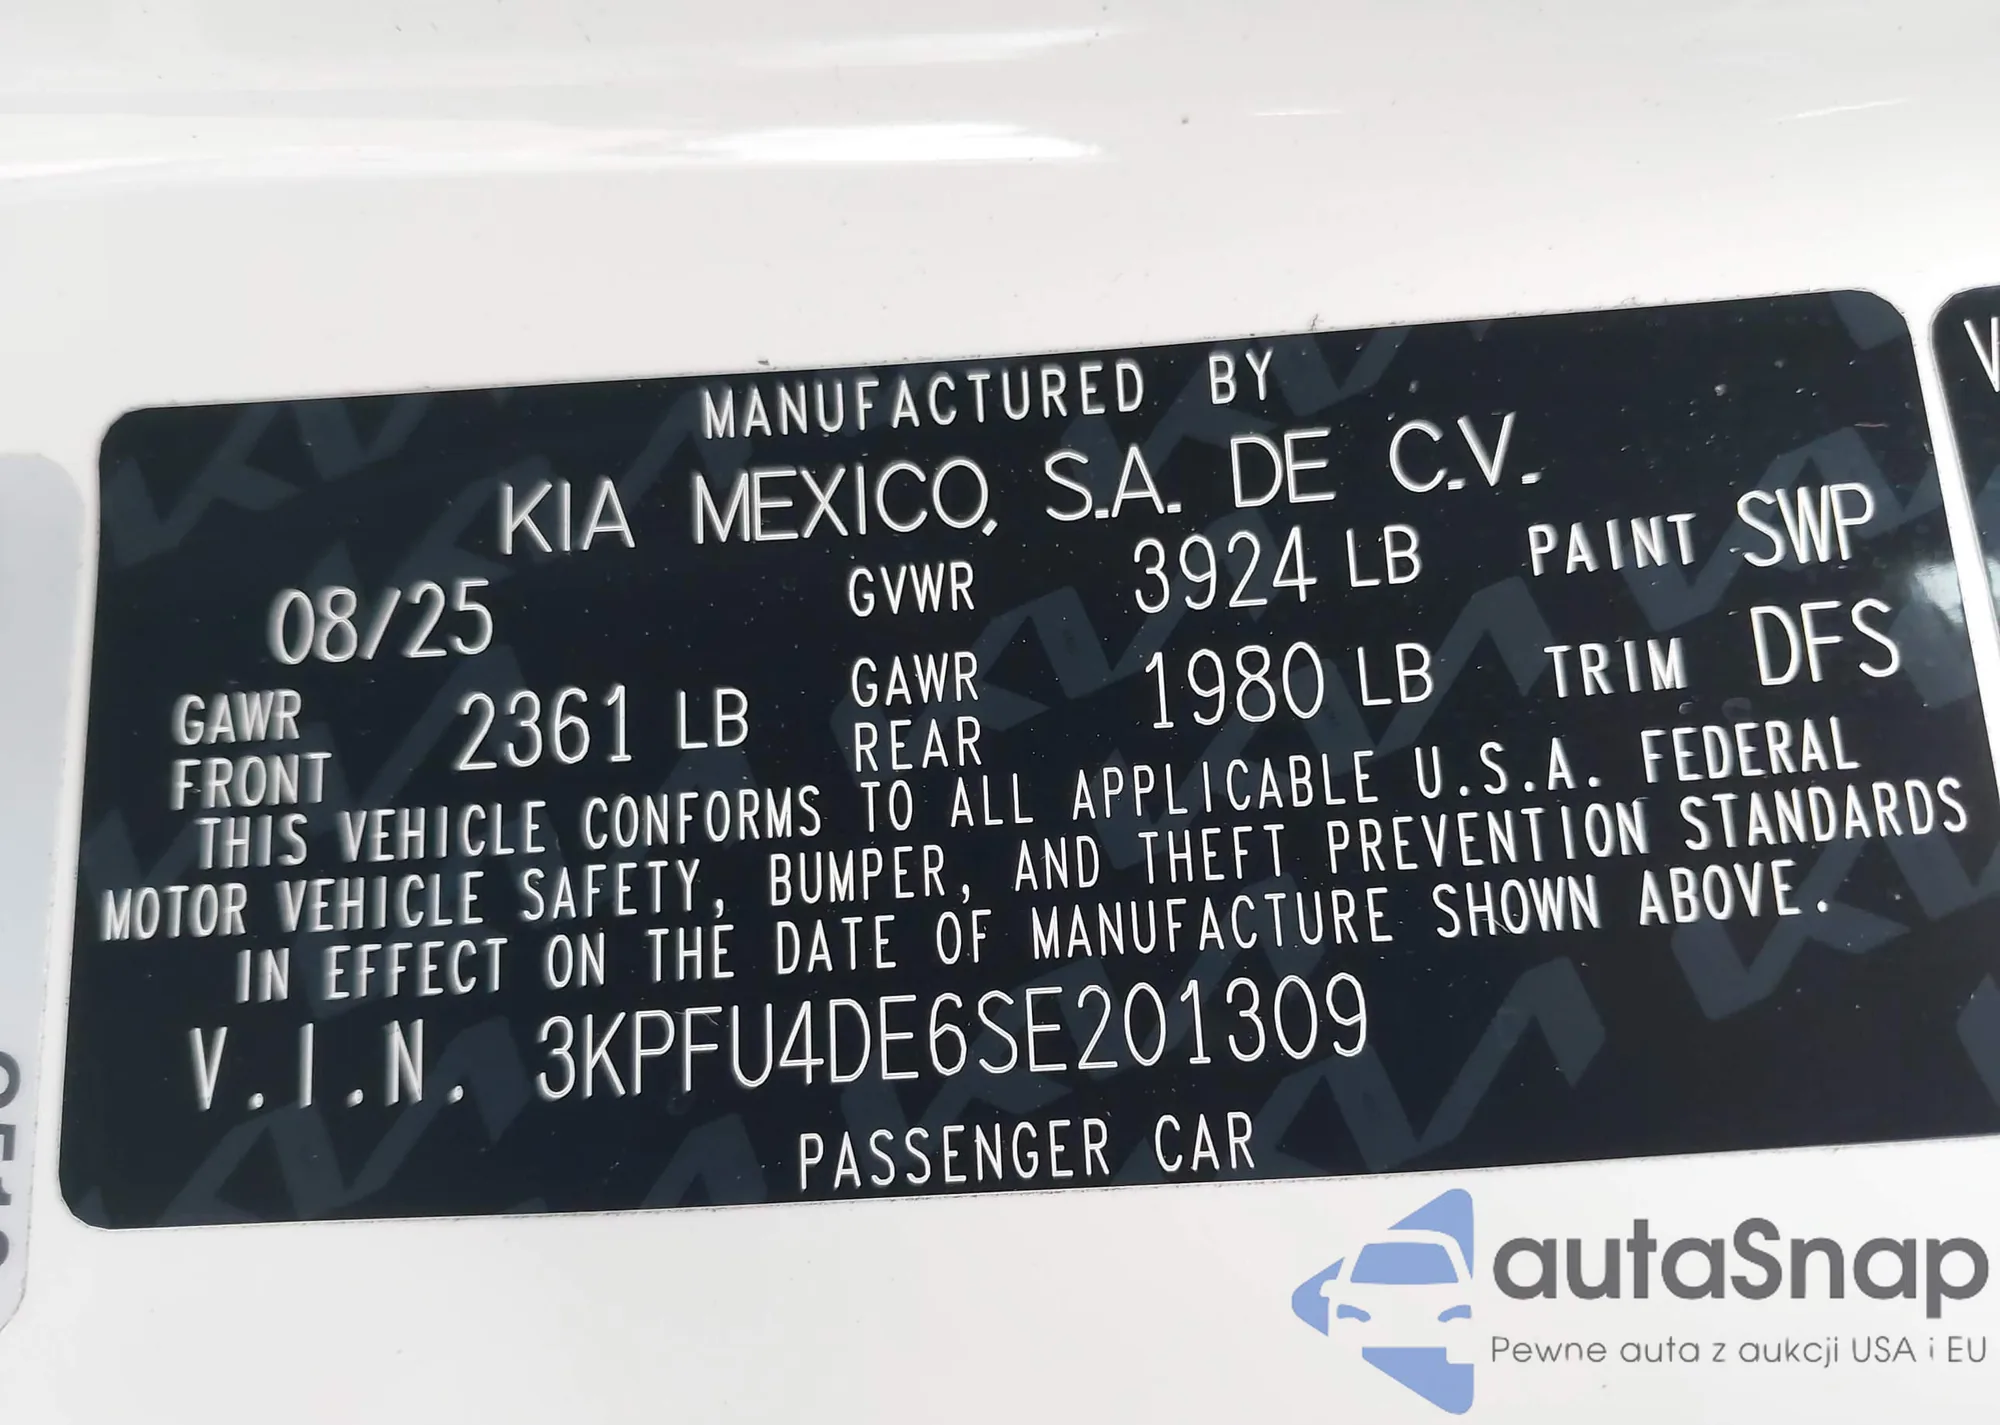 MANUFACTURED BY
KIA MEXICO, S.A. DE C.V.
08/25 GVWR 3924 LB PAINT SWP
GAWR FRONT 2361 LB GAWR REAR 1980 LB TRIM DFS
THIS VEHICLE CONFORMS TO ALL APPLICABLE U.S.A. FEDERAL
MOTOR VEHICLE SAFETY, BUMPER, AND THEFT PREVENTION STANDARDS
IN EFFECT ON THE DATE OF MANUFACTURE SHOWN ABOVE.
V.I.N. 3KPFU4DE6SE201309
PASSENGER CAR
autaSnap
Pewne auta z aukcji USA i EU